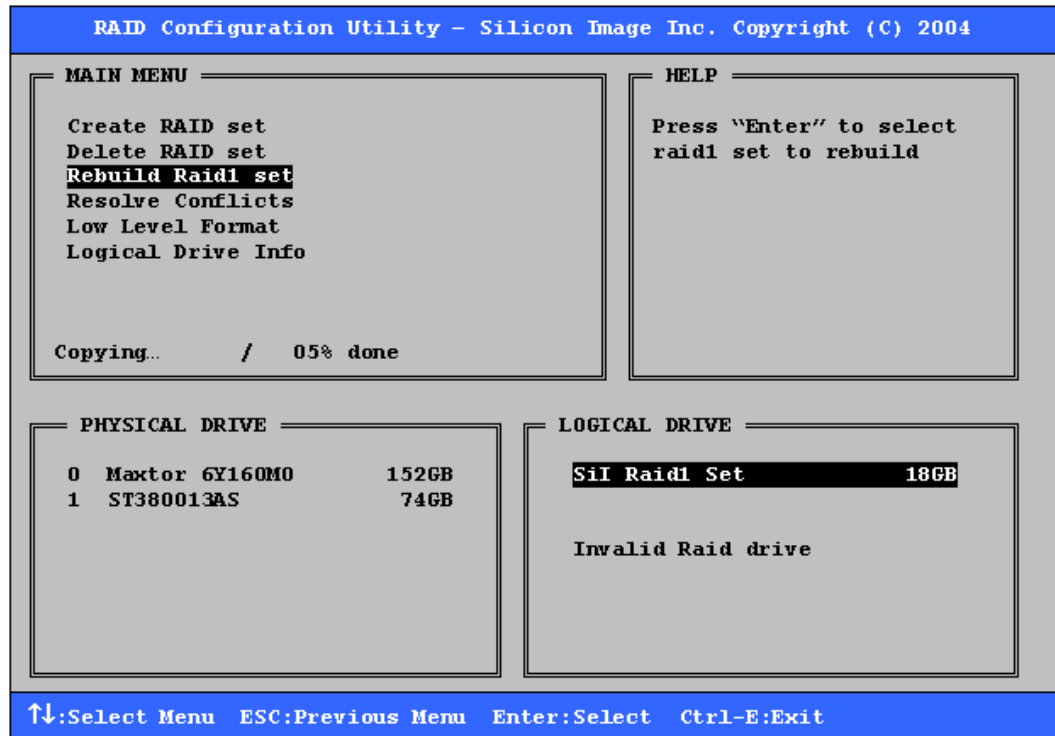 RAID Configuration Utility – Silicon Image Inc. Copyright (C) 2004
MAIN MENU
Create RAID set
Delete RAID set
Rebuild Raid1 set
Resolve Conflicts
Low Level Format
Logical Drive Info
Copying… / 05% done
HELP
Press “Enter” to select
raid1 set to rebuild
PHYSICAL DRIVE
0 Maxtor 6Y160M0 152GB
1 ST380013AS 74GB
LOGICAL DRIVE
SiI Raid1 Set 18GB
Invalid Raid drive
↑↓:Select Menu ESC:Previous Menu Enter:Select Ctrl-E:Exit